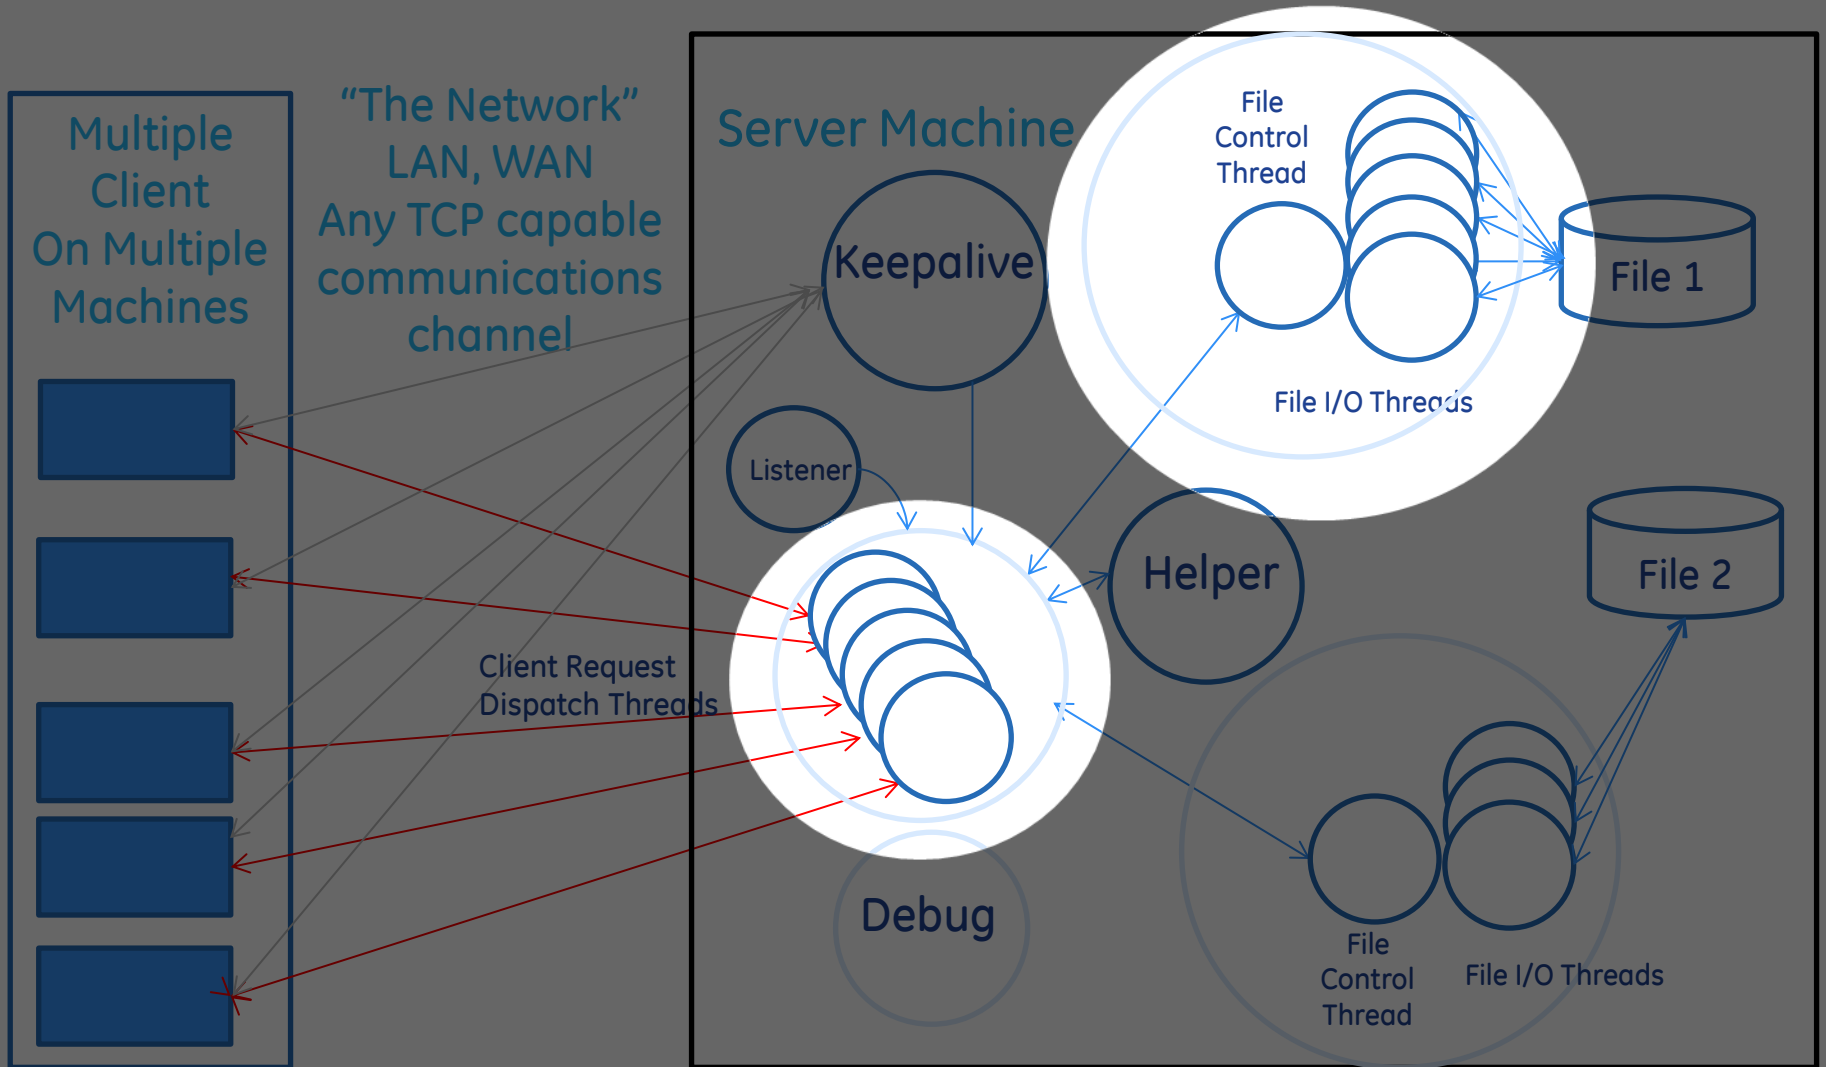 Multiple
Client
On Multiple
Machines
“The Network”
LAN, WAN
Any TCP capable
communications
channel
Server Machine
Keepalive
Listener
File
Control
Thread
File I/O Threads
File 1
Helper
File 2
Client Request
Dispatch Threads
Debug
File
Control
Thread
File I/O Threads